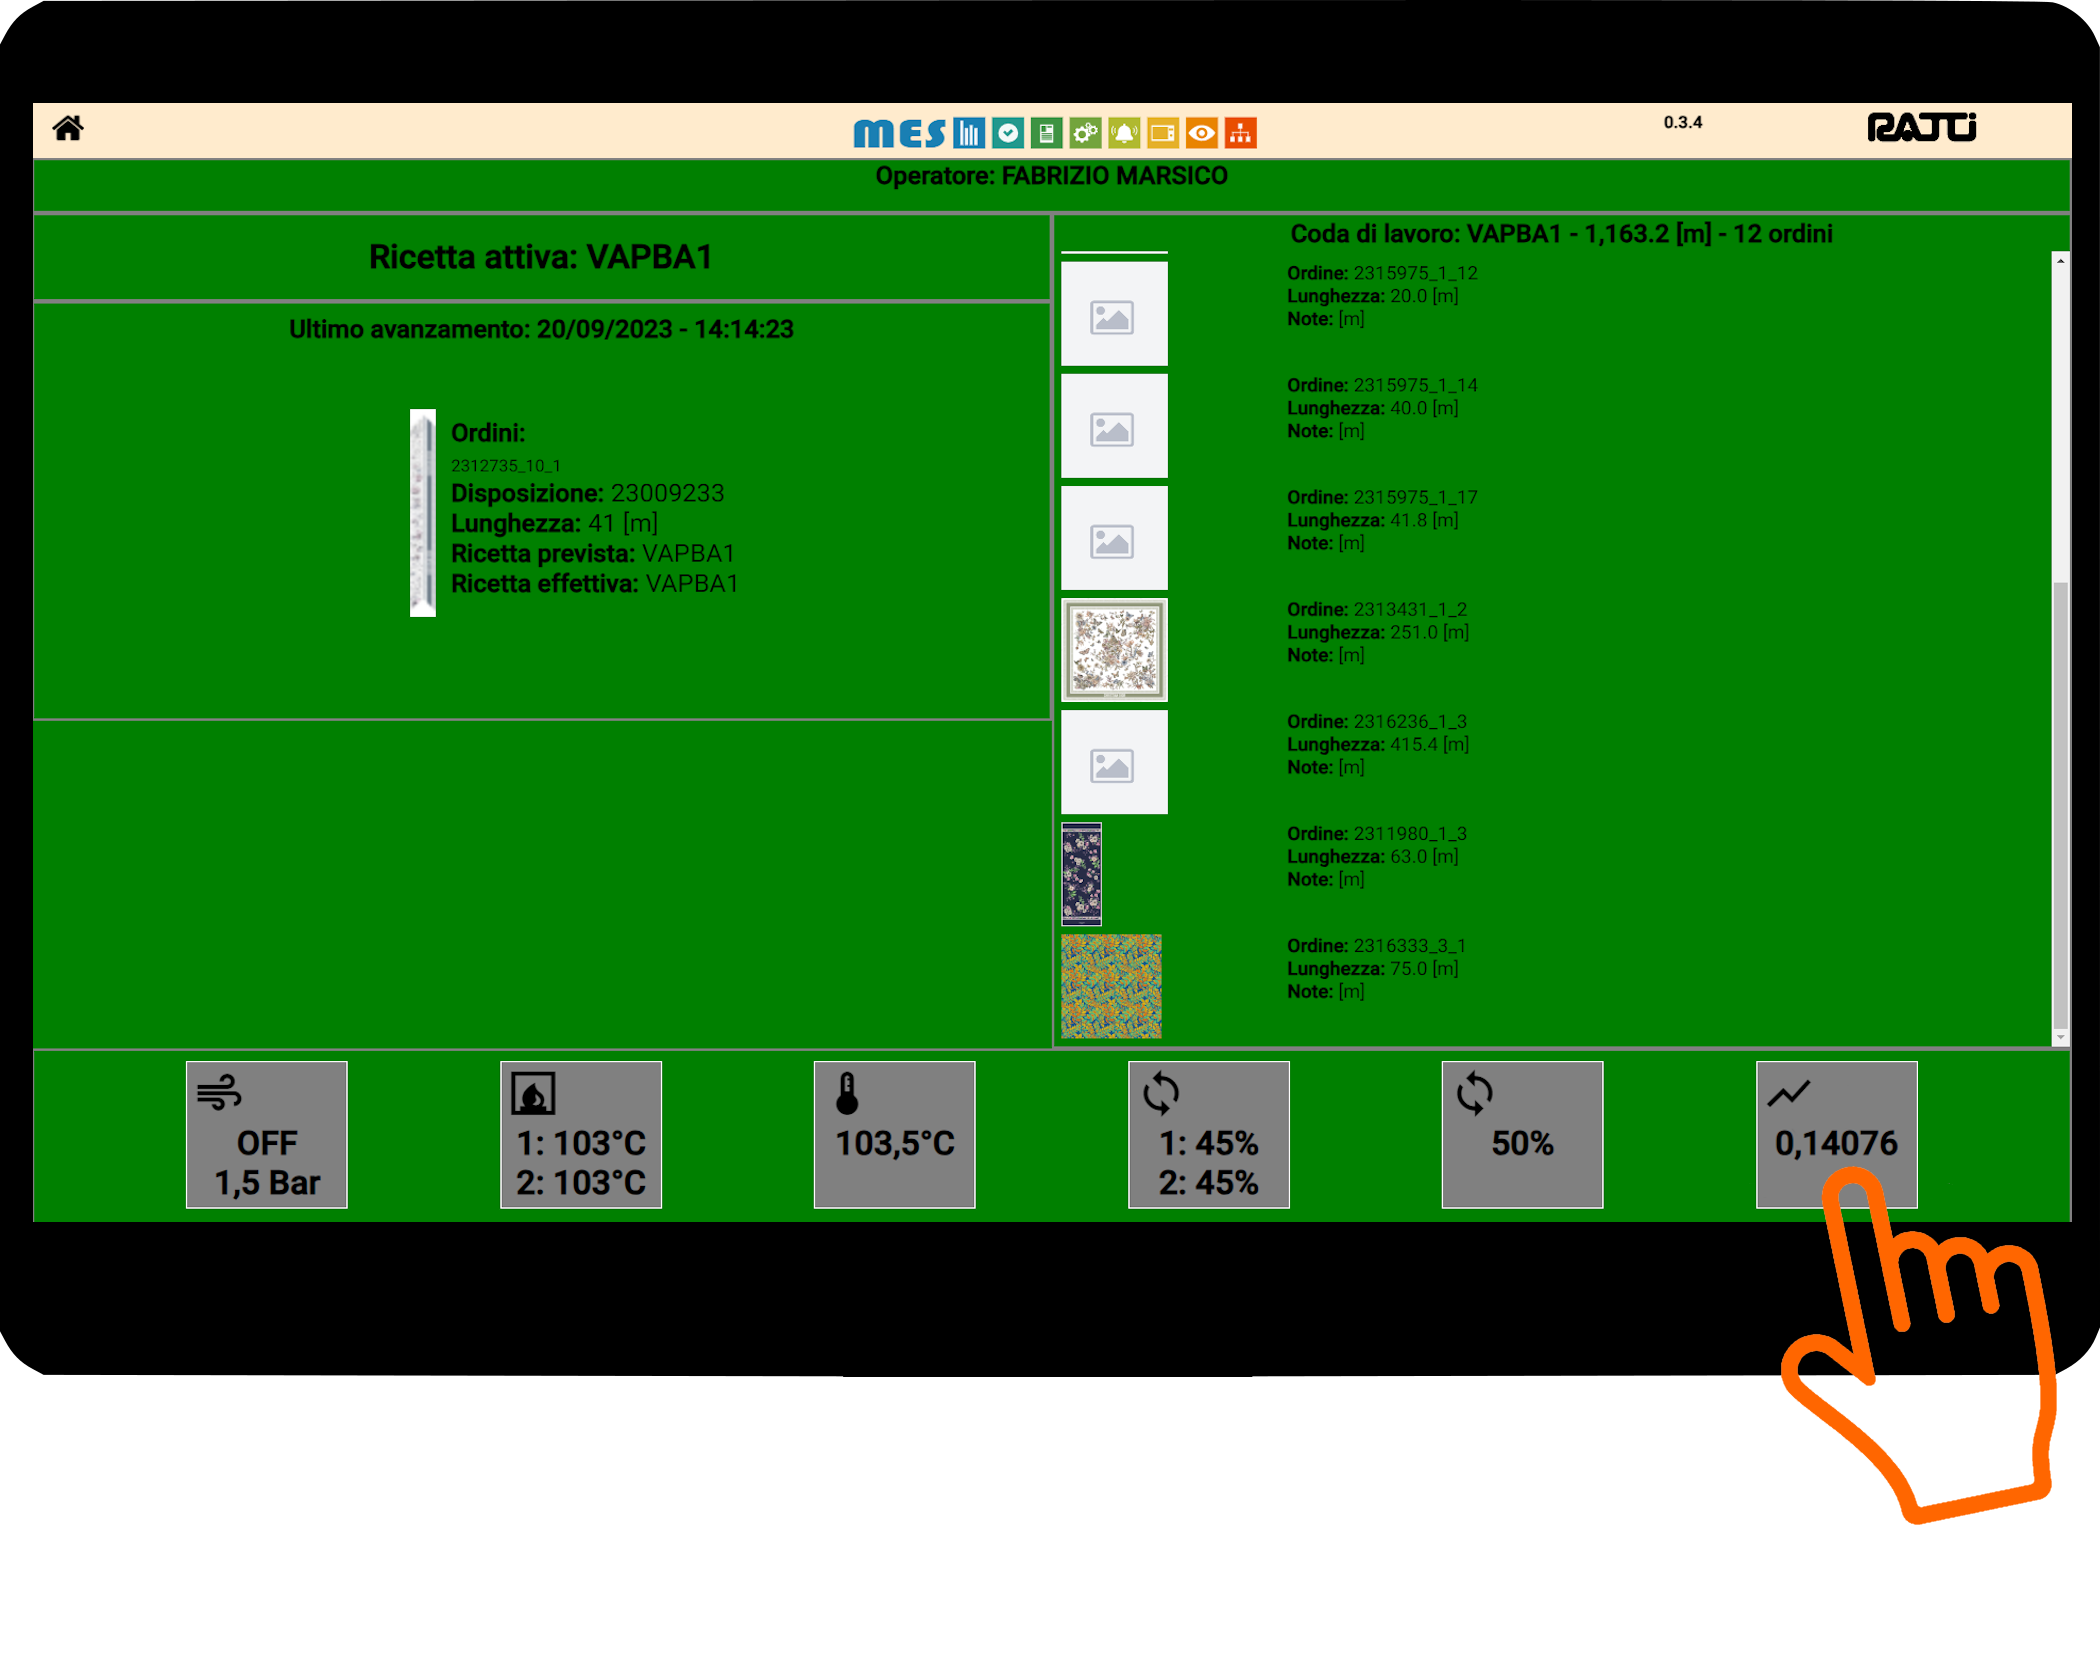 MES
0.3.4
RATTI
Operatore: FABRIZIO MARSICO
Ricetta attiva: VAPBA1
Ultimo avanzamento: 20/09/2023 - 14:14:23
Ordini:
2312735_10_1
Disposizione: 23009233
Lunghezza: 41 [m]
Ricetta prevista: VAPBA1
Ricetta effettiva: VAPBA1
Coda di lavoro: VAPBA1 - 1,163.2 [m] - 12 ordini
Ordine: 2315975_1_12
Lunghezza: 20.0 [m]
Note: [m]
Ordine: 2315975_1_14
Lunghezza: 40.0 [m]
Note: [m]
Ordine: 2315975_1_17
Lunghezza: 41.8 [m]
Note: [m]
Ordine: 2313431_1_2
Lunghezza: 251.0 [m]
Note: [m]
Ordine: 2316236_1_3
Lunghezza: 415.4 [m]
Note: [m]
Ordine: 2311980_1_3
Lunghezza: 63.0 [m]
Note: [m]
Ordine: 2316333_3_1
Lunghezza: 75.0 [m]
Note: [m]
OFF
1,5 Bar
1: 103°C
2: 103°C
103,5°C
1: 45%
2: 45%
50%
0,14076